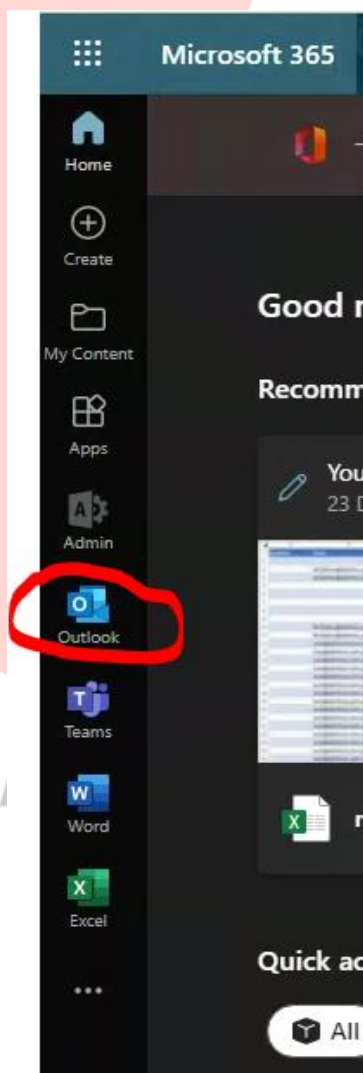 Microsoft 365
Home
Create
My Content
Apps
Admin
Outlook
Teams
Word
Excel
Good
Recomm
You
23
Quick ac
All